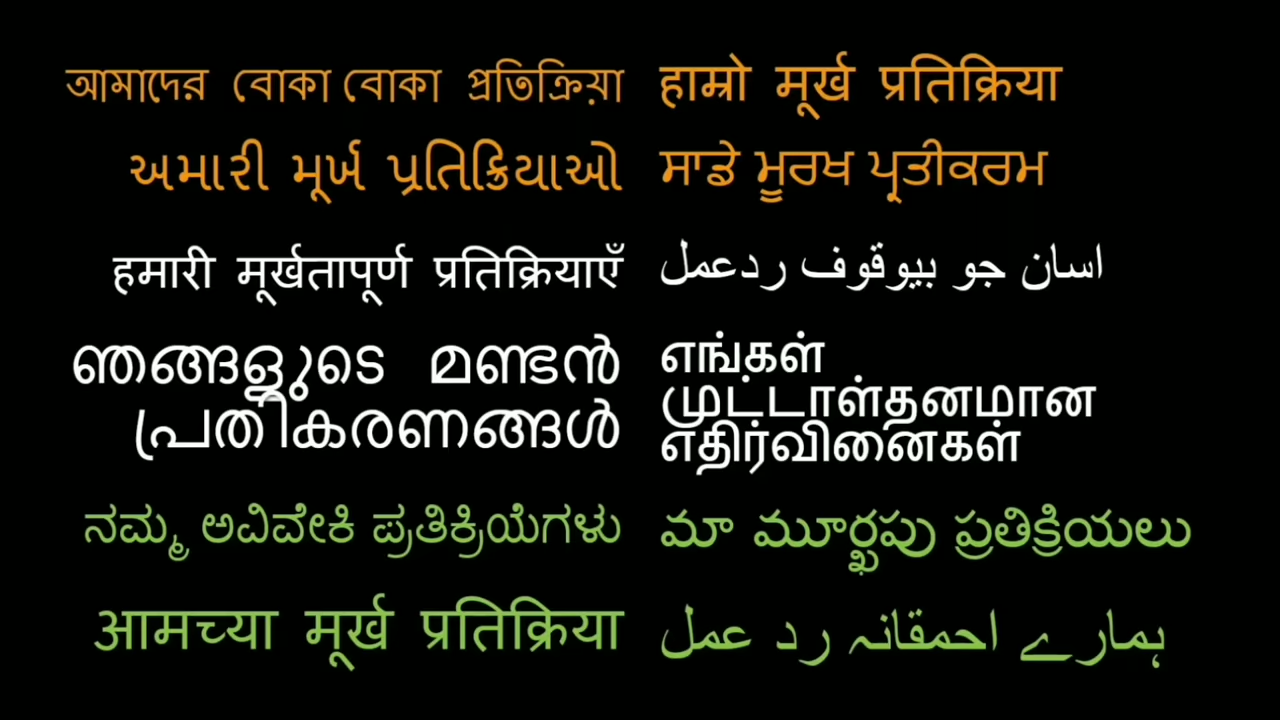 আমাদের বোকা বোকা প্রতিক্রিয়া
हाम्रो मूर्ख प्रतिक्रिया
અમારી મૂર્ખ પ્રતિક્રિયાઓ
ਸਾਡੇ ਮੂਰਖ ਪ੍ਰਤੀਕਰਮ
हमारी मूर्खतापूर्ण प्रतिक्रियाएँ
اسان جو بيوقوف ردعمل
ഞങ്ങളുടെ മണ്ടൻ
പ്രതികരണങ്ങൾ
எங்கள்
முட்டாள்தனமான
எதிர்வினைகள்
ನಮ್ಮ ಅವಿವೇಕಿ ಪ್ರತಿಕ್ರಿಯೆಗಳು
మా మూర్ఖపు ప్రతిక్రియలు
आमच्या मूर्ख प्रतिक्रिया
ہمارے احمقانہ رد عمل